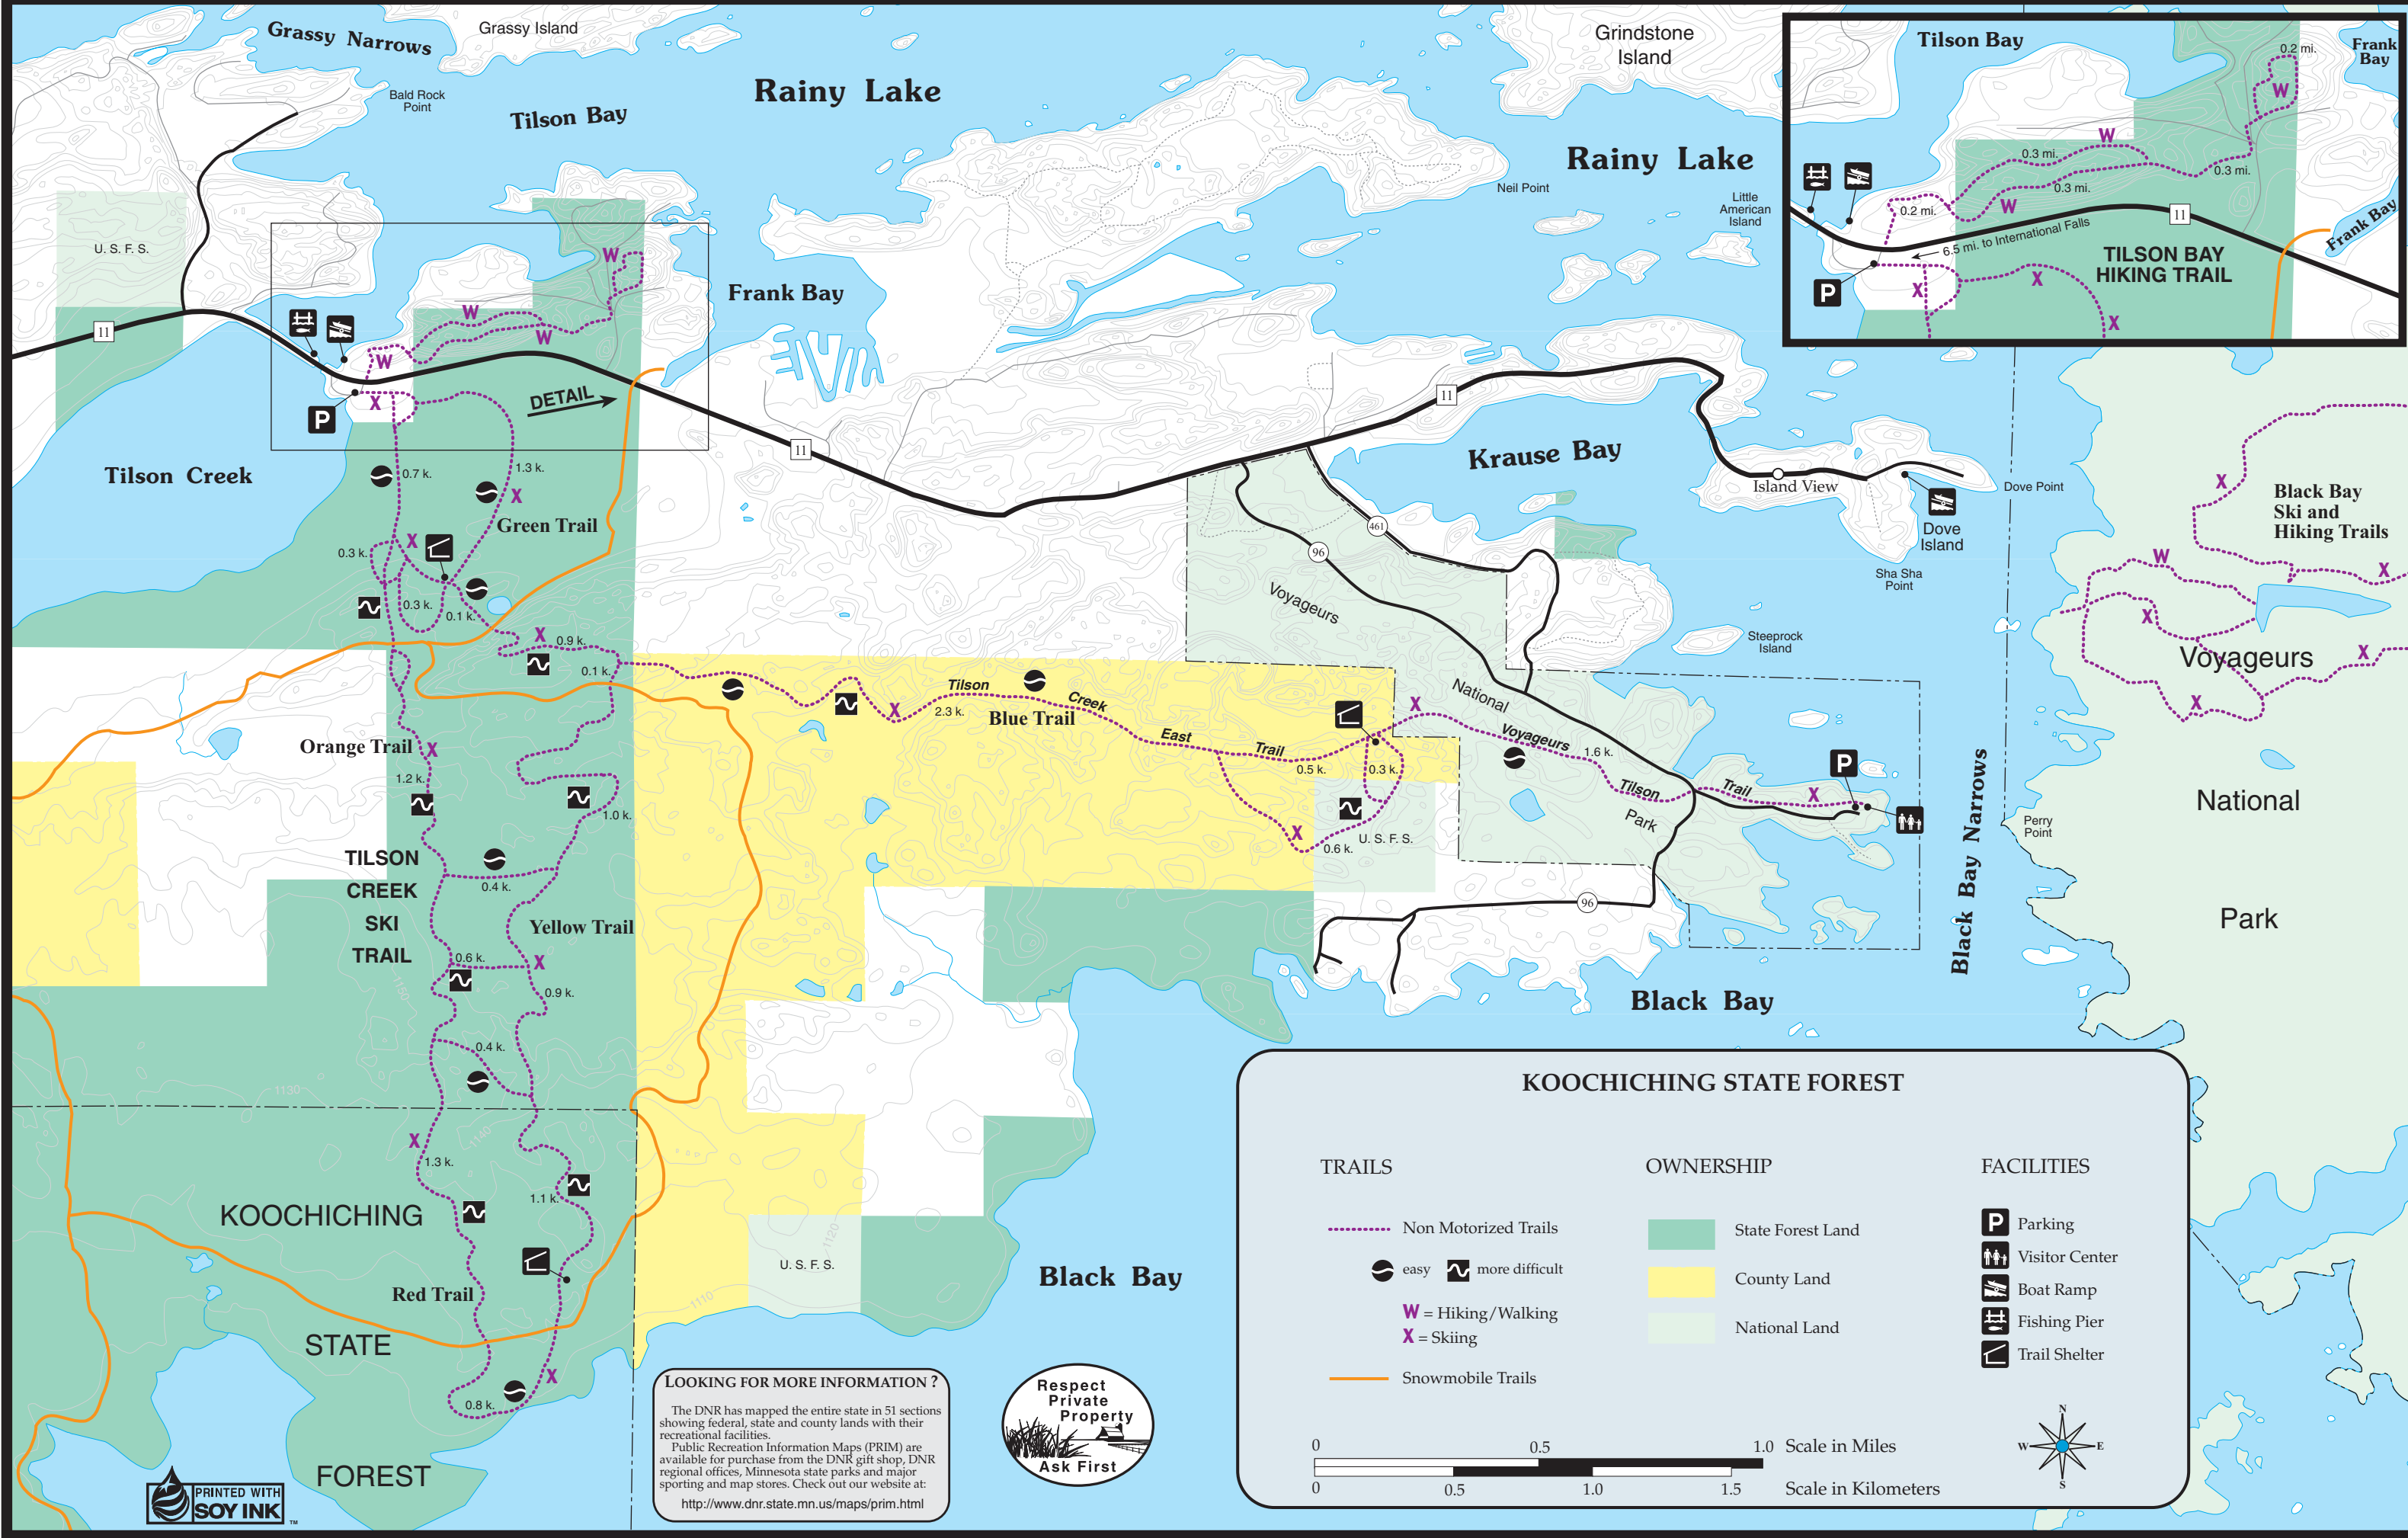 Grassy Narrows
Grassy Island
Bald Rock
Point
Tilson Bay
Rainy Lake
Grindstone
Island
Rainy Lake
Neil Point
Little
American
Island
U. S. F. S.
Frank Bay
11
11
11
W
W
W
W
X
P
DETAIL
Tilson Creek
Tilson Bay
Frank
Bay
0.2 mi.
W
W
0.3 mi.
0.3 mi.
0.3 mi.
W
0.2 mi.
11
6.5 mi. to International Falls
Frank Bay
TILSON BAY
HIKING TRAIL
P
X
X
X
0.7 k.
1.3 k.
X
Green Trail
X
0.3 k.
0.3 k.
0.1 k.
X
0.9 k.
0.1 k.
Krause Bay
461
96
Island View
Dove Point
Dove
Island
Sha Sha
Point
Steeprock
Island
Black Bay
Ski and
Hiking Trails
X
W
X
X
X
X
Voyageurs
National
Park
Voyageurs
National
Park
Tilson
Creek
2.3 k.
Blue Trail
X
East
Trail
0.5 k.
0.3 k.
X
0.6 k.
U. S. F. S.
X
Voyageurs
1.6 k.
Tilson
Trail
X
P
Perry
Point
Black Bay Narrows
96
Orange Trail
X
1.2 k.
1.0 k.
TILSON
CREEK
SKI
TRAIL
0.4 k.
Yellow Trail
0.6 k.
X
0.9 k.
1150
0.4 k.
1130
1140
X
1.3 k.
1.1 k.
KOOCHICHING
STATE
FOREST
Red Trail
X
0.8 k.
1120
U. S. F. S.
1110
Black Bay
Black Bay
LOOKING FOR MORE INFORMATION ?
The DNR has mapped the entire state in 51 sections
showing federal, state and county lands with their
recreational facilities.
Public Recreation Information Maps (PRIM) are
available for purchase from the DNR gift shop, DNR
regional offices, Minnesota state parks and major
sporting and map stores. Check out our website at:
http://www.dnr.state.mn.us/maps/prim.html
Respect
Private
Property
Ask First
PRINTED WITH
SOY INK
TM
KOOCHICHING STATE FOREST
TRAILS
Non Motorized Trails
easy
more difficult
W = Hiking/Walking
X = Skiing
Snowmobile Trails
OWNERSHIP
State Forest Land
County Land
National Land
FACILITIES
P Parking
Visitor Center
Boat Ramp
Fishing Pier
Trail Shelter
0 0.5 1.0 Scale in Miles
0 0.5 1.0 1.5 Scale in Kilometers
N
W E
S